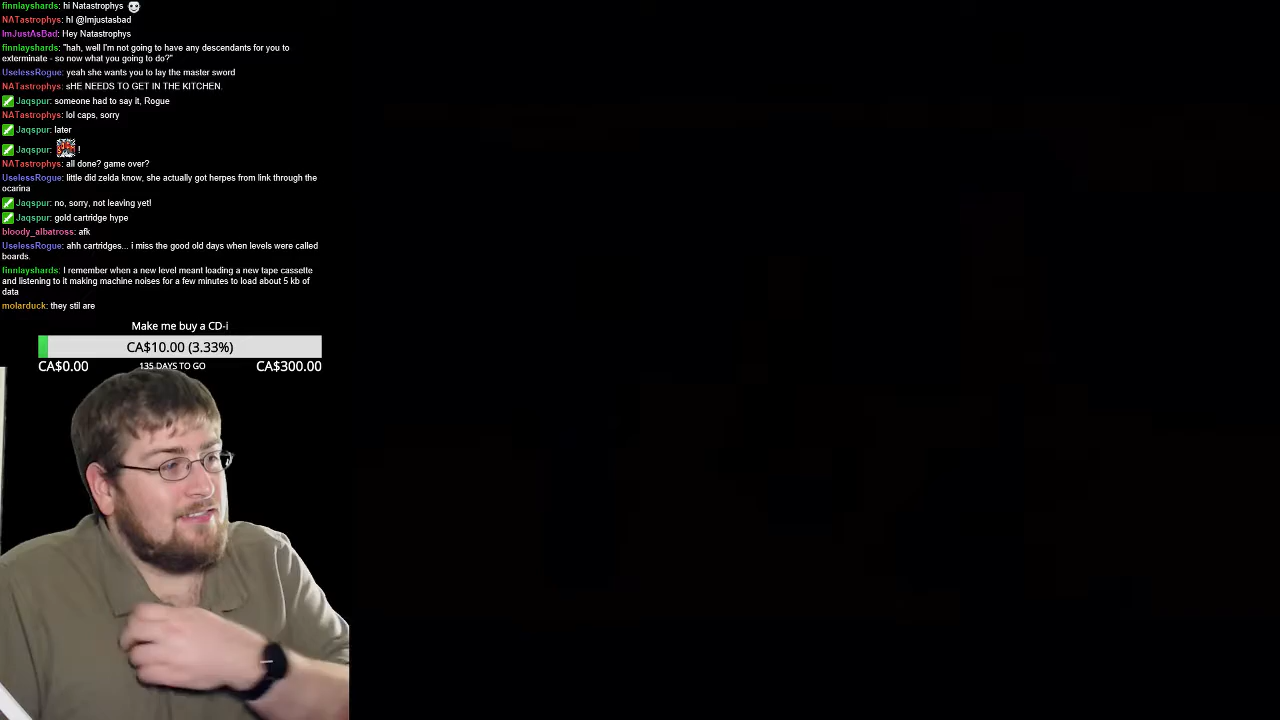 finnlayshards: hi Natastrophys
NATastrophys: hI @Imjustasbad
ImJustAsBad: Hey Natastrophys
finnlayshards: "hah, well I'm not going to have any descendants for you to
exterminate - so now what you going to do?"
UselessRogue: yeah she wants you to lay the master sword
NATastrophys: sHE NEEDS TO GET IN THE KITCHEN.
Jaqspur: someone had to say it, Rogue
NATastrophys: lol caps, sorry
Jaqspur: later
Jaqspur: !
NATastrophys: all done? game over?
UselessRogue: little did zelda know, she actually got herpes from link through the
ocarina
Jaqspur: no, sorry, not leaving yet!
Jaqspur: gold cartridge hype
bloody_albatross: afk
UselessRogue: ahh cartridges... i miss the good old days when levels were called
boards.
finnlayshards: I remember when a new level meant loading a new tape cassette
and listening to it making machine noises for a few minutes to load about 5 kb of
data
molarduck: they stil are
Make me buy a CD-i
CA$10.00 (3.33%)
CA$0.00 135 DAYS TO GO CA$300.00